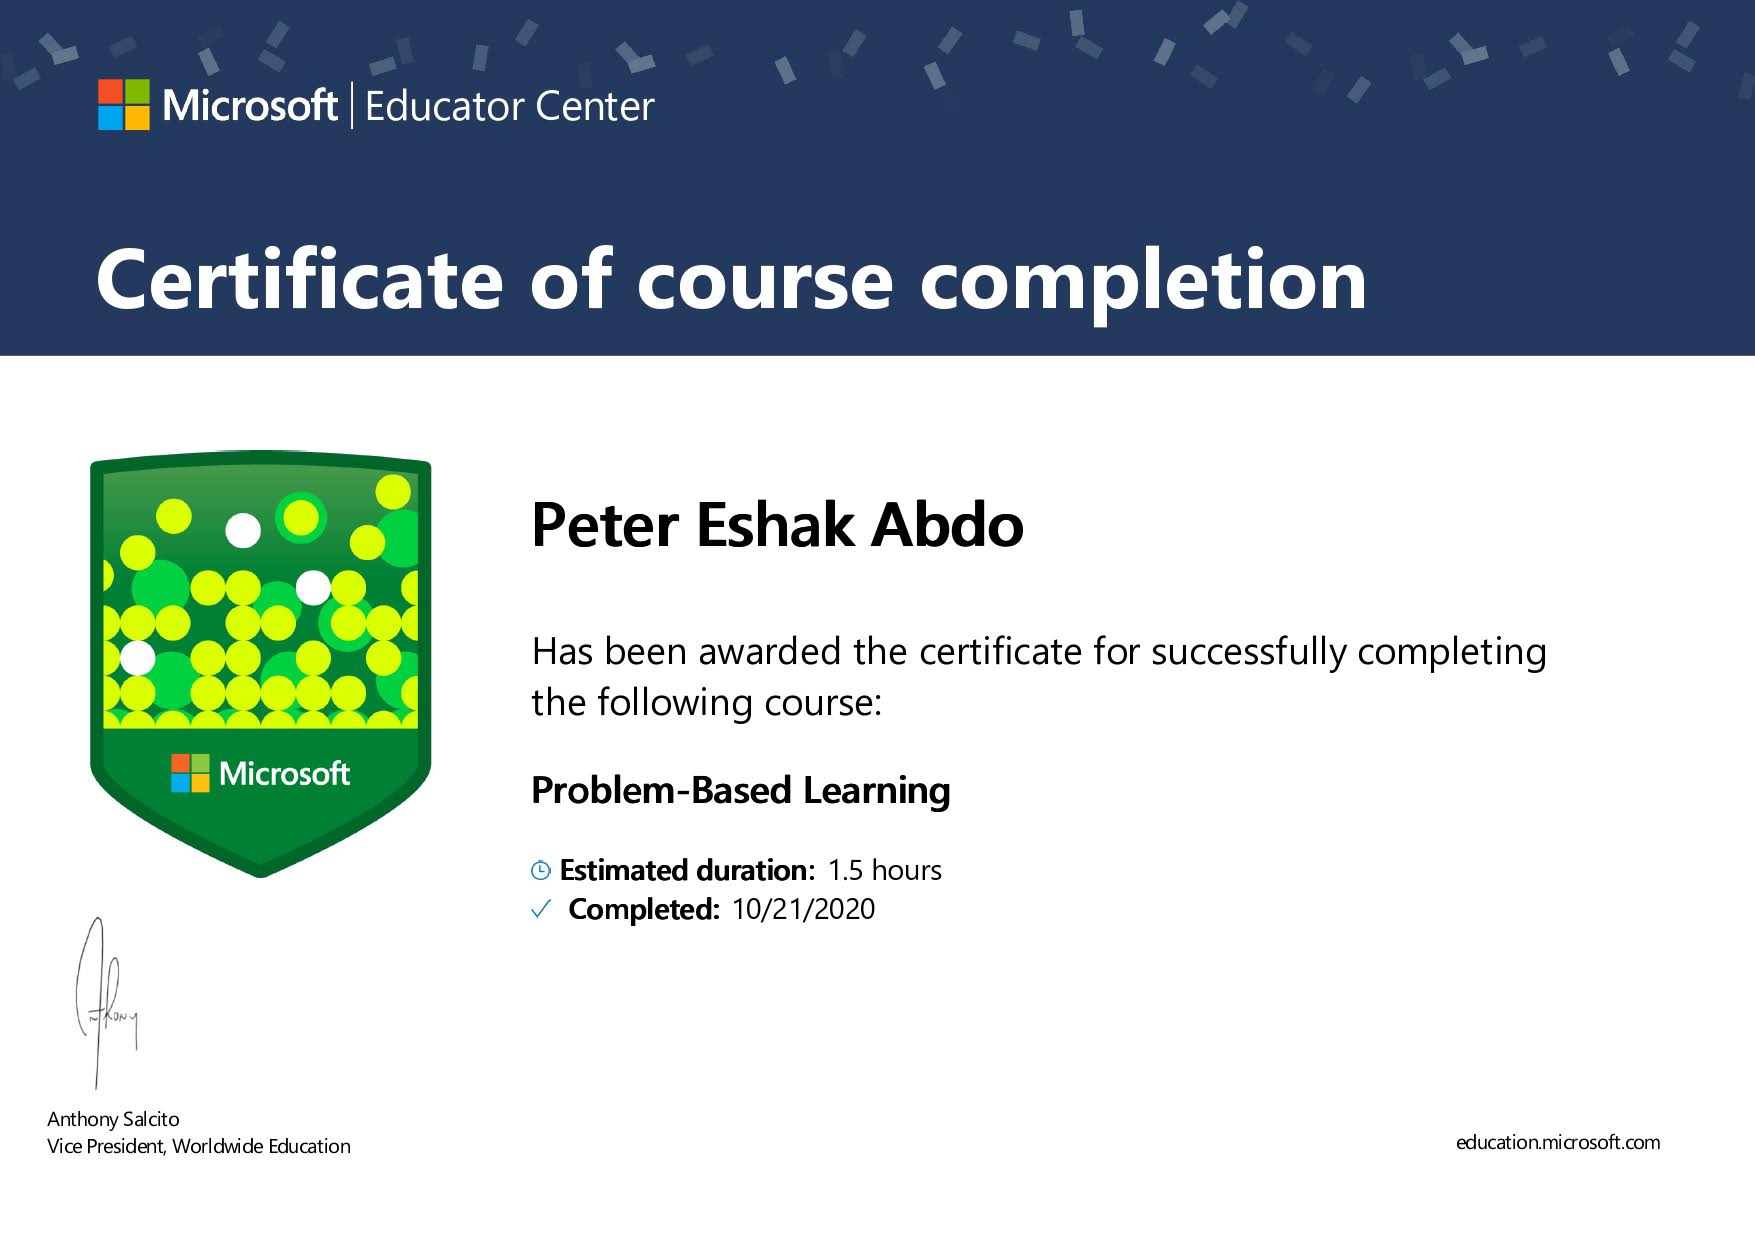 Microsoft | Educator Center
Certificate of course completion
Peter Eshak Abdo
Has been awarded the certificate for successfully completing
the following course:
Problem-Based Learning
Estimated duration: 1.5 hours
Completed: 10/21/2020
Microsoft
Anthony
Anthony Salcito
Vice President, Worldwide Education
education.microsoft.com